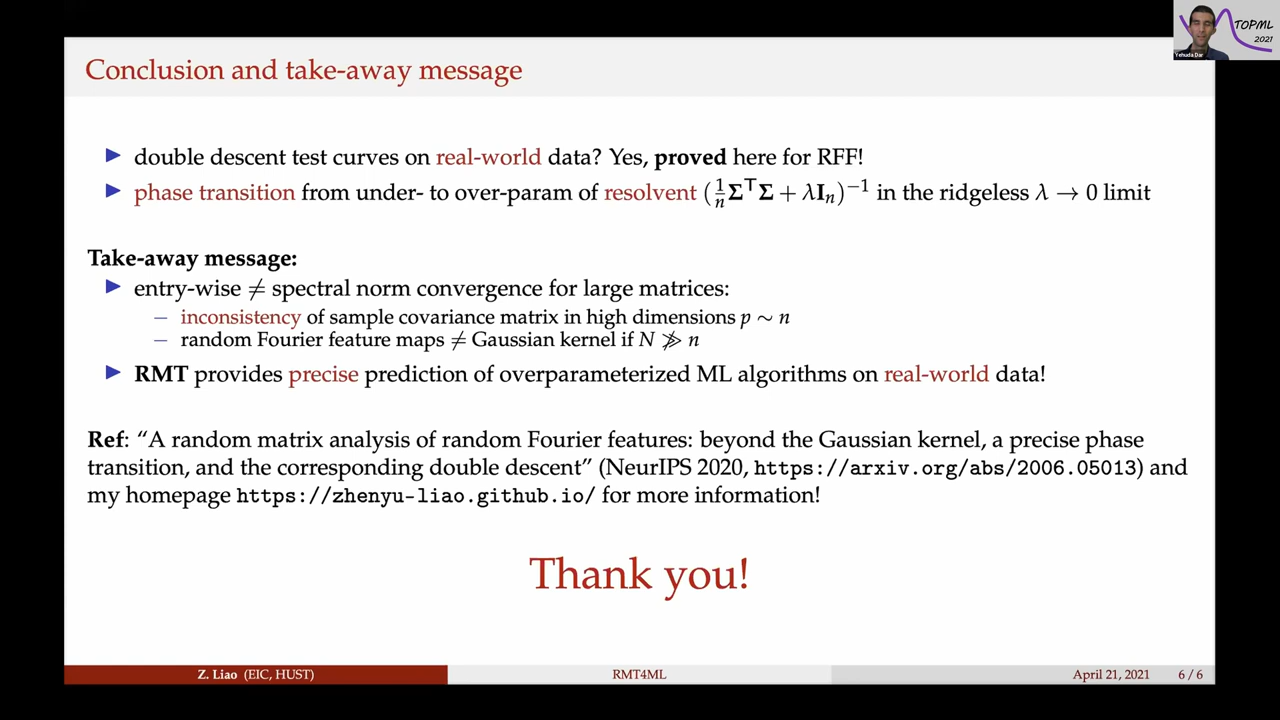 TOPML
2021
Yehuda Dar
Conclusion and take-away message
▶ double descent test curves on real-world data? Yes, proved here for RFF!
▶ phase transition from under- to over-param of resolvent (1/n Σ⊤Σ + λIₙ)⁻¹ in the ridgeless λ → 0 limit
Take-away message:
▶ entry-wise ≠ spectral norm convergence for large matrices:
– inconsistency of sample covariance matrix in high dimensions p ∼ n
– random Fourier feature maps ≠ Gaussian kernel if N ≫̸ n
▶ RMT provides precise prediction of overparameterized ML algorithms on real-world data!
Ref: “A random matrix analysis of random Fourier features: beyond the Gaussian kernel, a precise phase
transition, and the corresponding double descent” (NeurIPS 2020, https://arxiv.org/abs/2006.05013) and
my homepage https://zhenyu-liao.github.io/ for more information!
Thank you!
Z. Liao (EIC, HUST) RMT4ML April 21, 2021 6 / 6